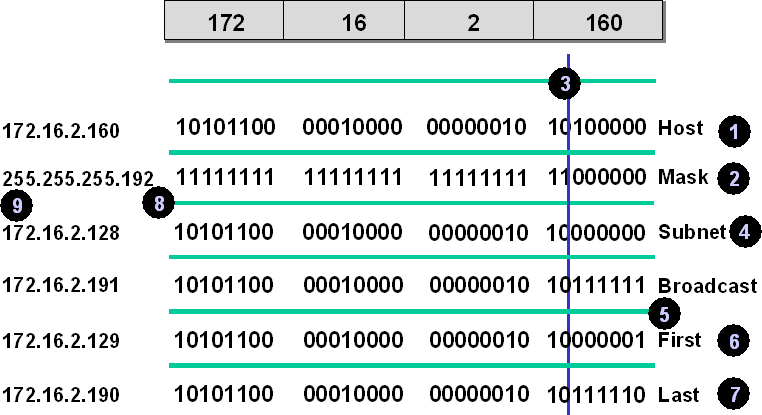 172 16 2 160
3
172.16.2.160 10101100 00010000 00000010 10100000 Host 1
255.255.255.192 11111111 11111111 11111111 11000000 Mask 2
9 8
172.16.2.128 10101100 00010000 00000010 10000000 Subnet 4
172.16.2.191 10101100 00010000 00000010 10111111 Broadcast
5
172.16.2.129 10101100 00010000 00000010 10000001 First 6
172.16.2.190 10101100 00010000 00000010 10111110 Last 7